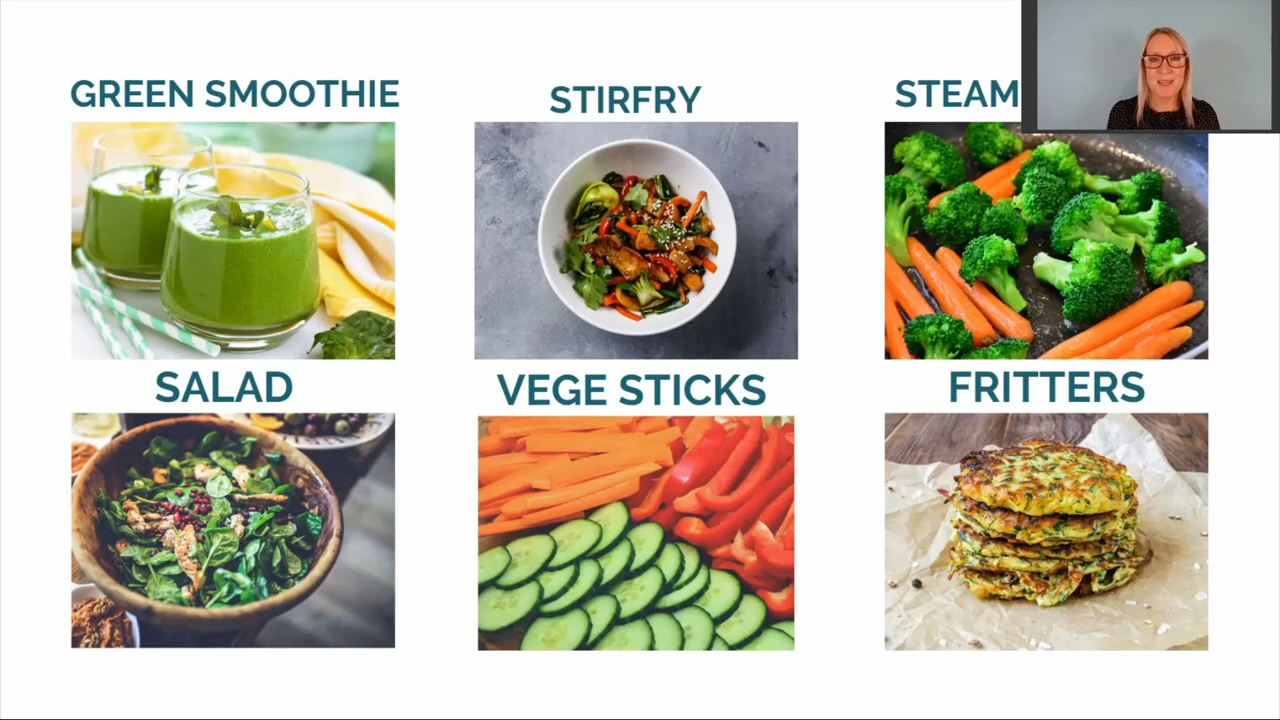 GREEN SMOOTHIE
STIRFRY
STEAM
SALAD
VEGE STICKS
FRITTERS